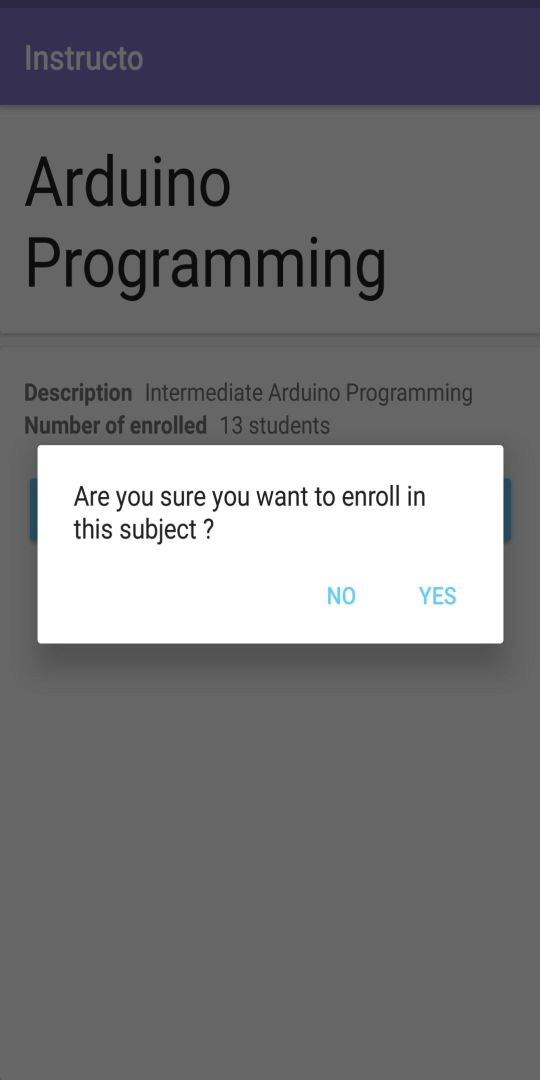 Instructo
Arduino
Programming
Description Intermediate Arduino Programming
Number of enrolled 13 students
Are you sure you want to enroll in
this subject ?
NO YES